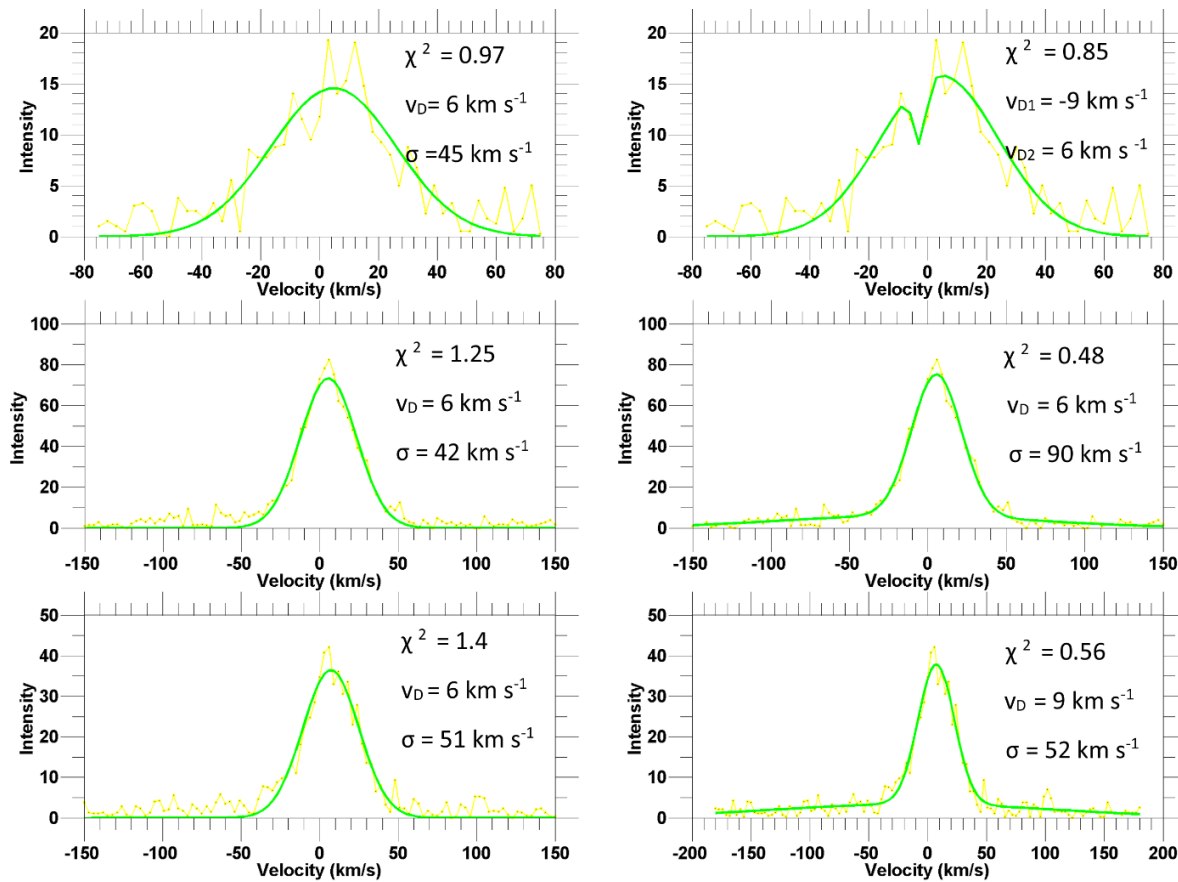 20
15
10
5
0
Intensity
χ² = 0.97
vD= 6 km s⁻¹
σ =45 km s⁻¹
-80 -60 -40 -20 0 20 40 60 80
Velocity (km/s)
20
15
10
5
0
Intensity
χ² = 0.85
vD1 = -9 km s⁻¹
vD2 = 6 km s⁻¹
-80 -60 -40 -20 0 20 40 60 80
Velocity (km/s)
100
80
60
40
20
0
Intensity
χ² = 1.25
vD = 6 km s⁻¹
σ = 42 km s⁻¹
-150 -100 -50 0 50 100 150
Velocity (km/s)
100
80
60
40
20
0
Intensity
χ² = 0.48
vD = 6 km s⁻¹
σ = 90 km s⁻¹
-150 -100 -50 0 50 100 150
Velocity (km/s)
50
40
30
20
10
0
Intensity
χ² = 1.4
vD = 6 km s⁻¹
σ = 51 km s⁻¹
-150 -100 -50 0 50 100 150
Velocity (km/s)
50
40
30
20
10
0
Intensity
χ² = 0.56
vD = 9 km s⁻¹
σ = 52 km s⁻¹
-200 -150 -100 -50 0 50 100 150 200
Velocity (km/s)